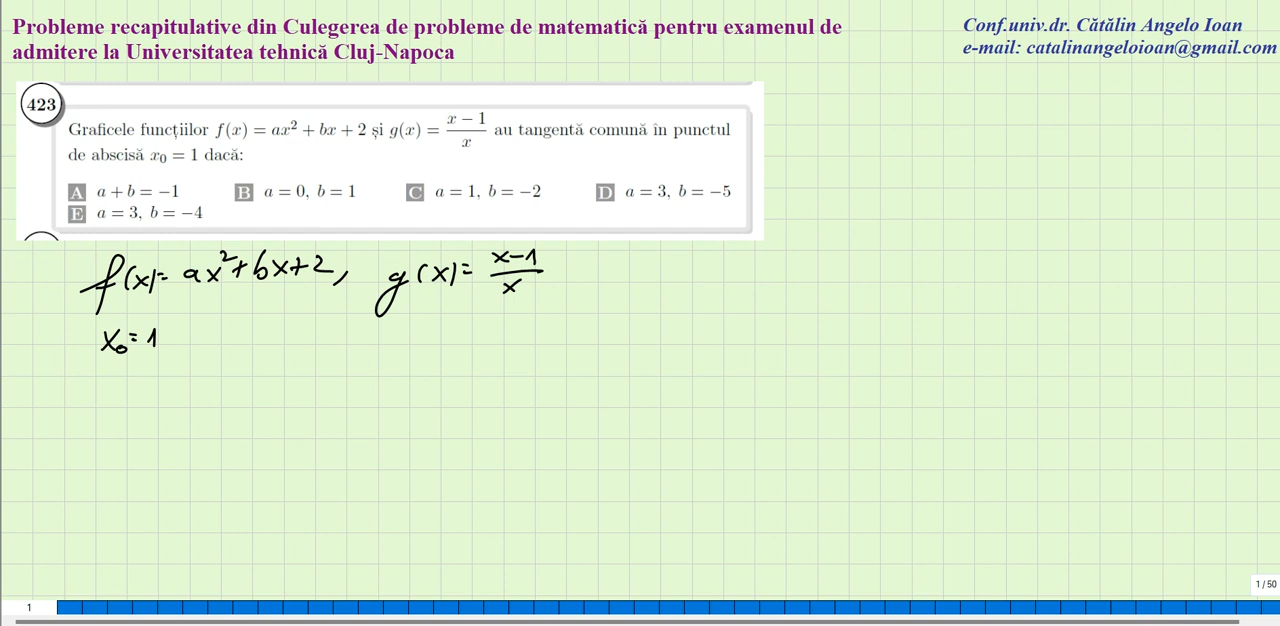 Probleme recapitulative din Culegerea de probleme de matematică pentru examenul de
admitere la Universitatea tehnică Cluj-Napoca
Conf.univ.dr. Cătălin Angelo Ioan
e-mail: catalinangeloioan@gmail.com
423
Graficele funcțiilor f(x) = ax² + bx + 2 și g(x) = (x − 1)/x au tangentă comună în punctul
de abscisă x₀ = 1 dacă:
A a + b = −1 B a = 0, b = 1 C a = 1, b = −2 D a = 3, b = −5
E a = 3, b = −4
f(x) = ax² + bx + 2, g(x) = (x−1)/x
x₀ = 1
1/50
1